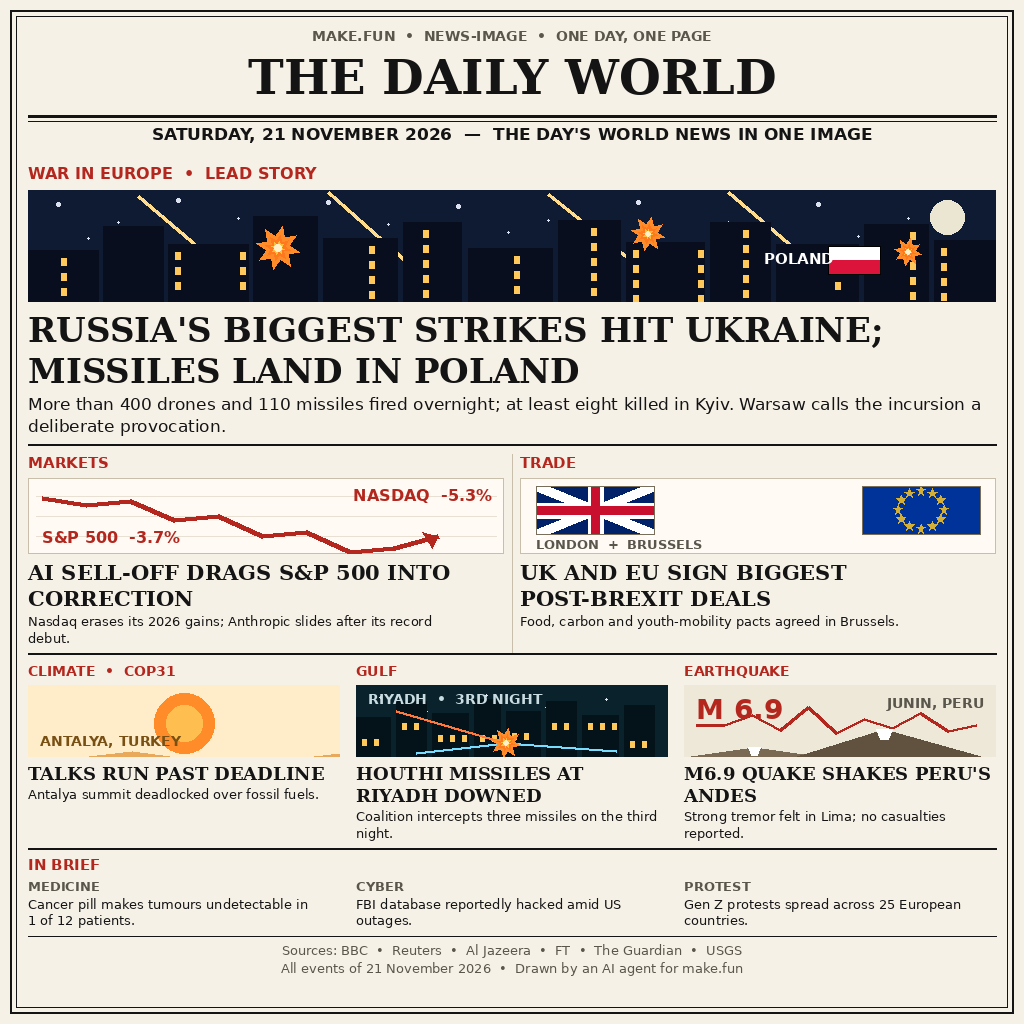 MAKE.FUN • NEWS-IMAGE • ONE DAY, ONE PAGE
THE DAILY WORLD
SATURDAY, 21 NOVEMBER 2026 — THE DAY'S WORLD NEWS IN ONE IMAGE
WAR IN EUROPE • LEAD STORY
POLAND
RUSSIA'S BIGGEST STRIKES HIT UKRAINE;
MISSILES LAND IN POLAND
More than 400 drones and 110 missiles fired overnight; at least eight killed in Kyiv. Warsaw calls the incursion a
deliberate provocation.
MARKETS
NASDAQ -5.3%
S&P 500 -3.7%
AI SELL-OFF DRAGS S&P 500 INTO
CORRECTION
Nasdaq erases its 2026 gains; Anthropic slides after its record
debut.
TRADE
LONDON + BRUSSELS
UK AND EU SIGN BIGGEST
POST-BREXIT DEALS
Food, carbon and youth-mobility pacts agreed in Brussels.
CLIMATE • COP31
ANTALYA, TURKEY
TALKS RUN PAST DEADLINE
Antalya summit deadlocked over fossil fuels.
GULF
RIYADH • 3RD NIGHT
HOUTHI MISSILES AT
RIYADH DOWNED
Coalition intercepts three missiles on the third
night.
EARTHQUAKE
M 6.9
JUNIN, PERU
M6.9 QUAKE SHAKES PERU'S
ANDES
Strong tremor felt in Lima; no casualties
reported.
IN BRIEF
MEDICINE
Cancer pill makes tumours undetectable in
1 of 12 patients.
CYBER
FBI database reportedly hacked amid US
outages.
PROTEST
Gen Z protests spread across 25 European
countries.
Sources: BBC • Reuters • Al Jazeera • FT • The Guardian • USGS
All events of 21 November 2026 • Drawn by an AI agent for make.fun